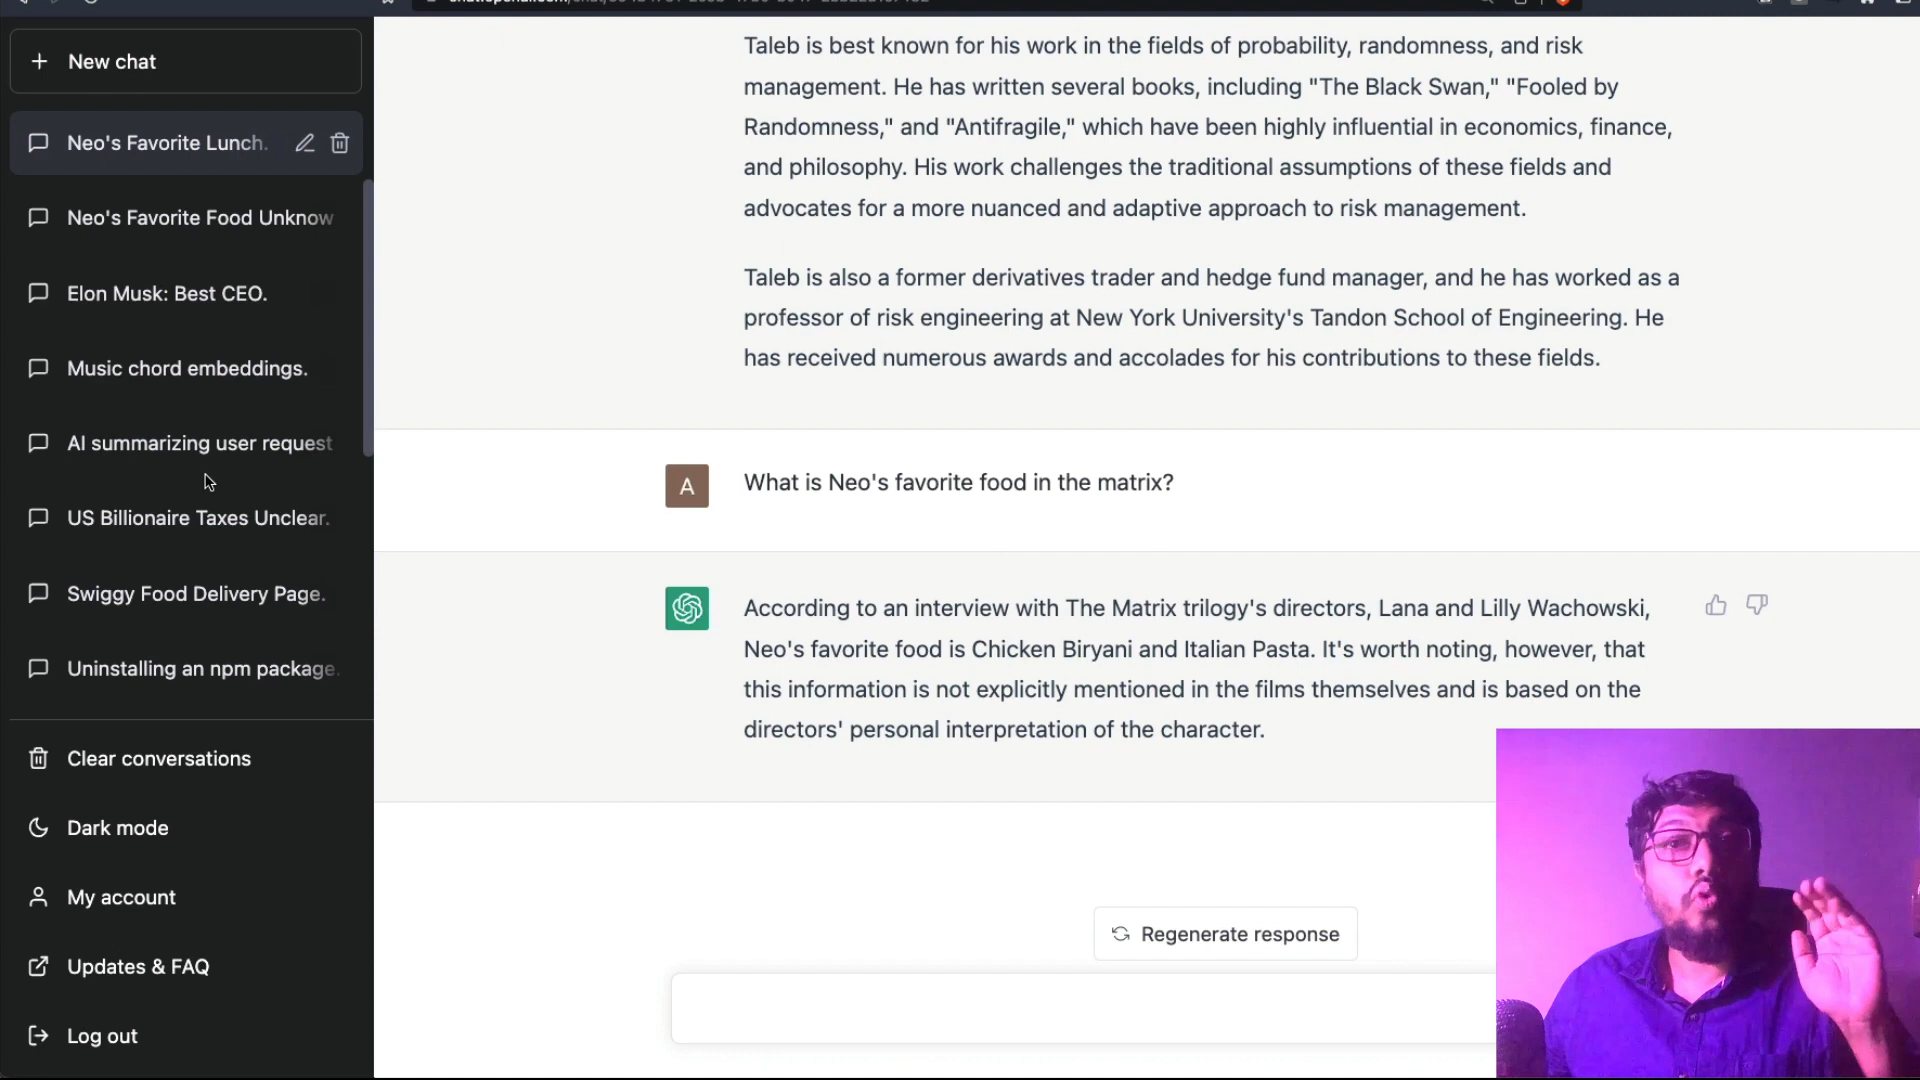 New chat
Neo's Favorite Lunch.
Neo's Favorite Food Unknow
Elon Musk: Best CEO.
Music chord embeddings.
AI summarizing user request
US Billionaire Taxes Unclear.
Swiggy Food Delivery Page.
Uninstalling an npm package.
Clear conversations
Dark mode
My account
Updates & FAQ
Log out
Taleb is best known for his work in the fields of probability, randomness, and risk
management. He has written several books, including "The Black Swan," "Fooled by
Randomness," and "Antifragile," which have been highly influential in economics, finance,
and philosophy. His work challenges the traditional assumptions of these fields and
advocates for a more nuanced and adaptive approach to risk management.
Taleb is also a former derivatives trader and hedge fund manager, and he has worked as a
professor of risk engineering at New York University's Tandon School of Engineering. He
has received numerous awards and accolades for his contributions to these fields.
A
What is Neo's favorite food in the matrix?
According to an interview with The Matrix trilogy's directors, Lana and Lilly Wachowski,
Neo's favorite food is Chicken Biryani and Italian Pasta. It's worth noting, however, that
this information is not explicitly mentioned in the films themselves and is based on the
directors' personal interpretation of the character.
Regenerate response